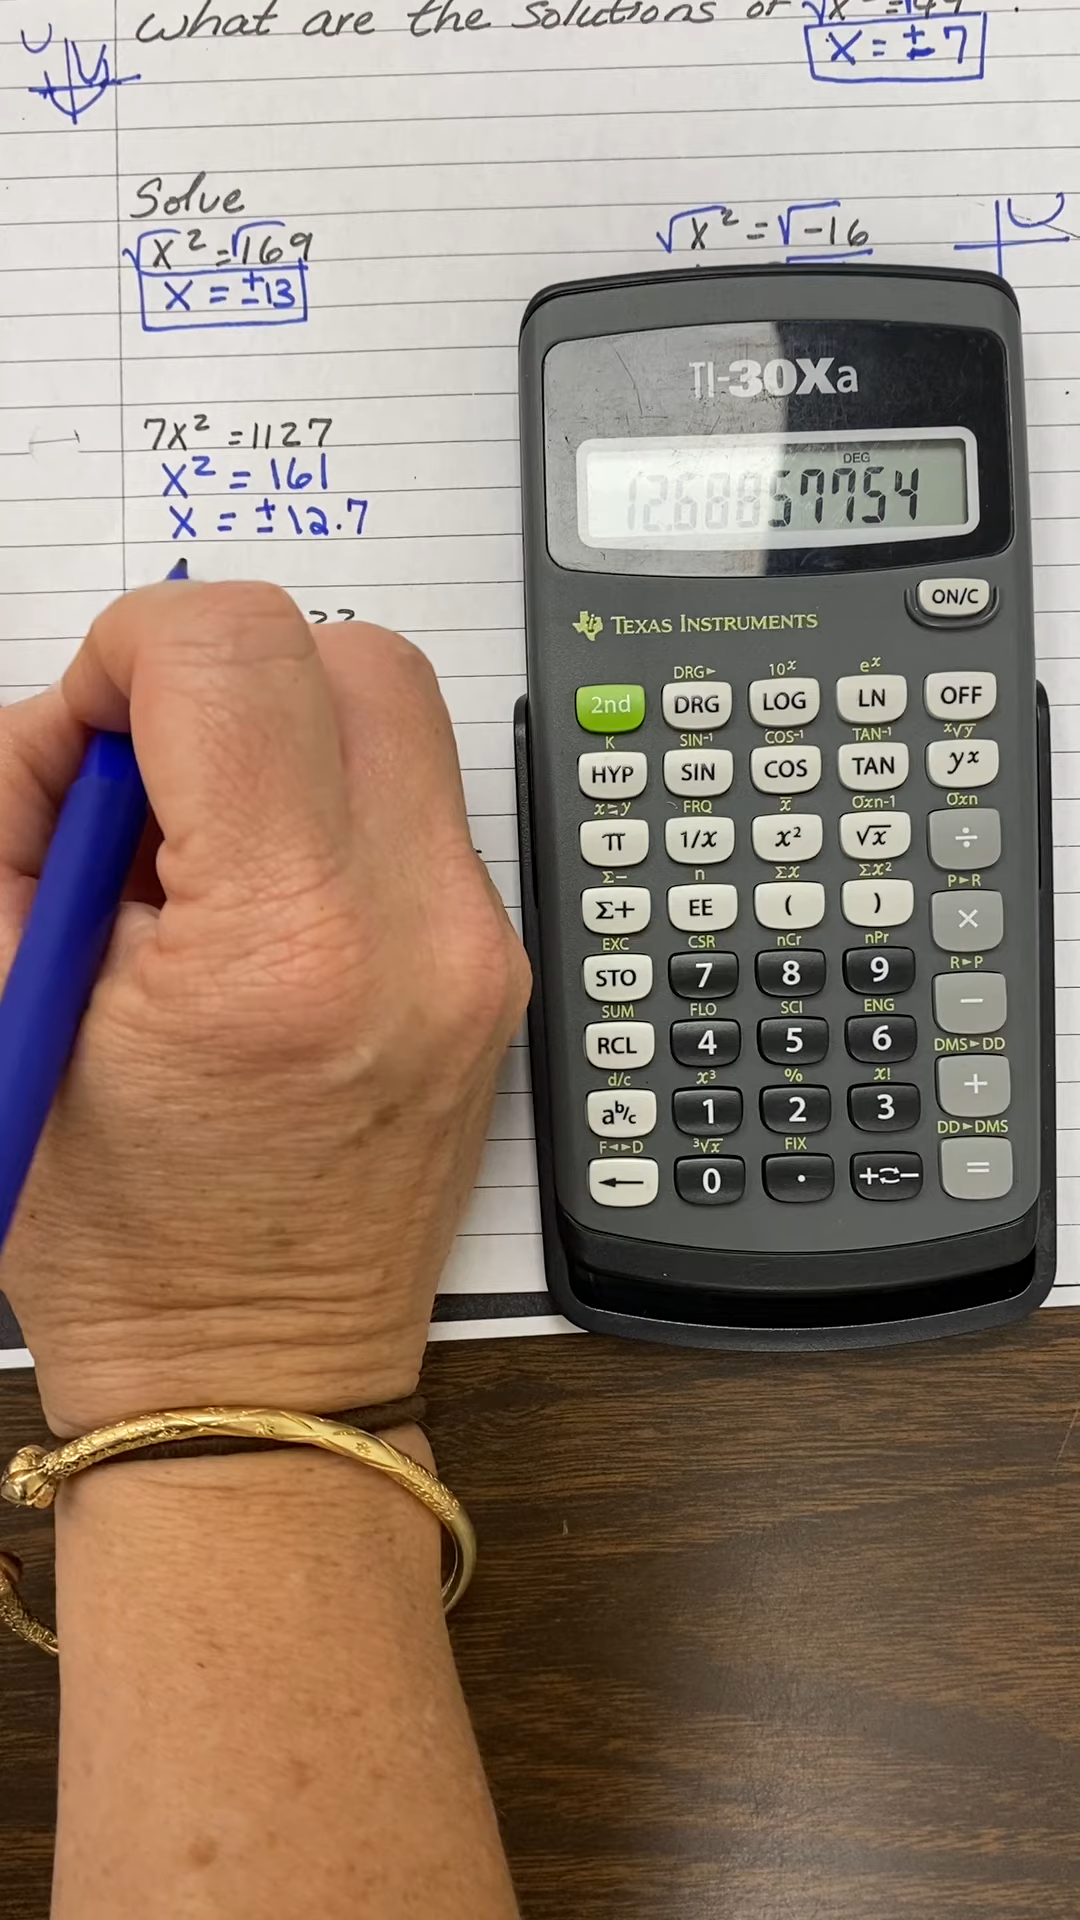 What are the Solutions of √x² = √49
x = ±7
Solve
√x² = √169
x = ±13
√x² = √-16
7x² = 1127
x² = 161
x = ±12.7
TI-30Xa
DEG
12.68857754
ON/C
TEXAS INSTRUMENTS
DRG► 10ˣ eˣ
2nd DRG LOG LN OFF
K SIN⁻¹ COS⁻¹ TAN⁻¹ ˣ√y
HYP SIN COS TAN yˣ
x⇆y FRQ x̄ σxn-1 σxn
π 1/x x² √x ÷
Σ- n Σx Σx² P►R
Σ+ EE ( ) ×
EXC CSR nCr nPr R►P
STO 7 8 9 −
SUM FLO SCI ENG DMS►DD
RCL 4 5 6 +
d/c x³ % x! DD►DMS
aᵇ/c 1 2 3 =
F◄►D ³√x FIX
← 0 . +⇆−